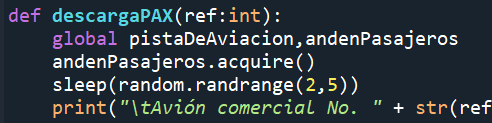 def descargaPAX(ref:int):
    global pistaDeAviacion,andenPasajeros
    andenPasajeros.acquire()
    sleep(random.randrange(2,5))
    print("\tAvión comercial No. " + str(ref